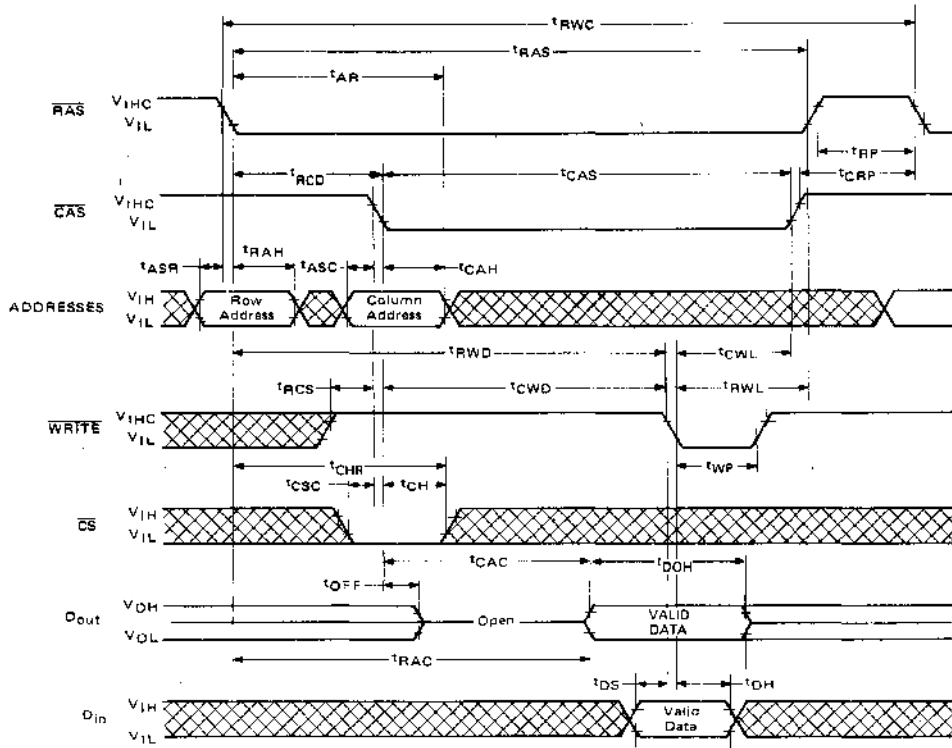 tRWC
tRAS
tAR
RAS VIHC
VIL
tRP
tRCD tCAS tCRP
CAS VIHC
VIL
tASR tRAH tASC tCAH
ADDRESSES VIH Row Address Column Address
VIL
tRWD tCWL
tRCS tCWD tRWL
WRITE VIHC
VIL
tCHR tWP
tCSC tCH
CS VIH
VIL
tCAC tDOH
tOFF
Dout VOH Open VALID DATA
VOL
tRAC
tDS tDH
Din VIH Valid Data
VIL